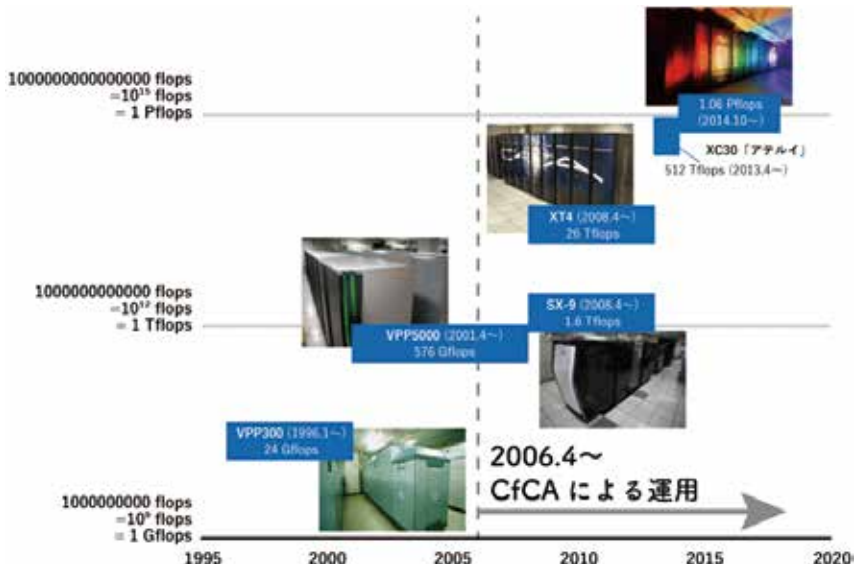 1000000000000000 flops
=10¹⁵ flops
= 1 Pflops
1.06 Pflops
(2014.10～)
XC30「アテルイ」
512 Tflops (2013.4～)
XT4 (2008.4～)
26 Tflops
1000000000000 flops
=10¹² flops
= 1 Tflops
SX-9 (2008.4～)
1.6 Tflops
VPP5000 (2001.4～)
576 Gflops
VPP300 (1996.1～)
24 Gflops
2006.4～
CfCA による運用
1000000000 flops
=10⁹ flops
= 1 Gflops
1995
2000
2005
2010
2015
2020